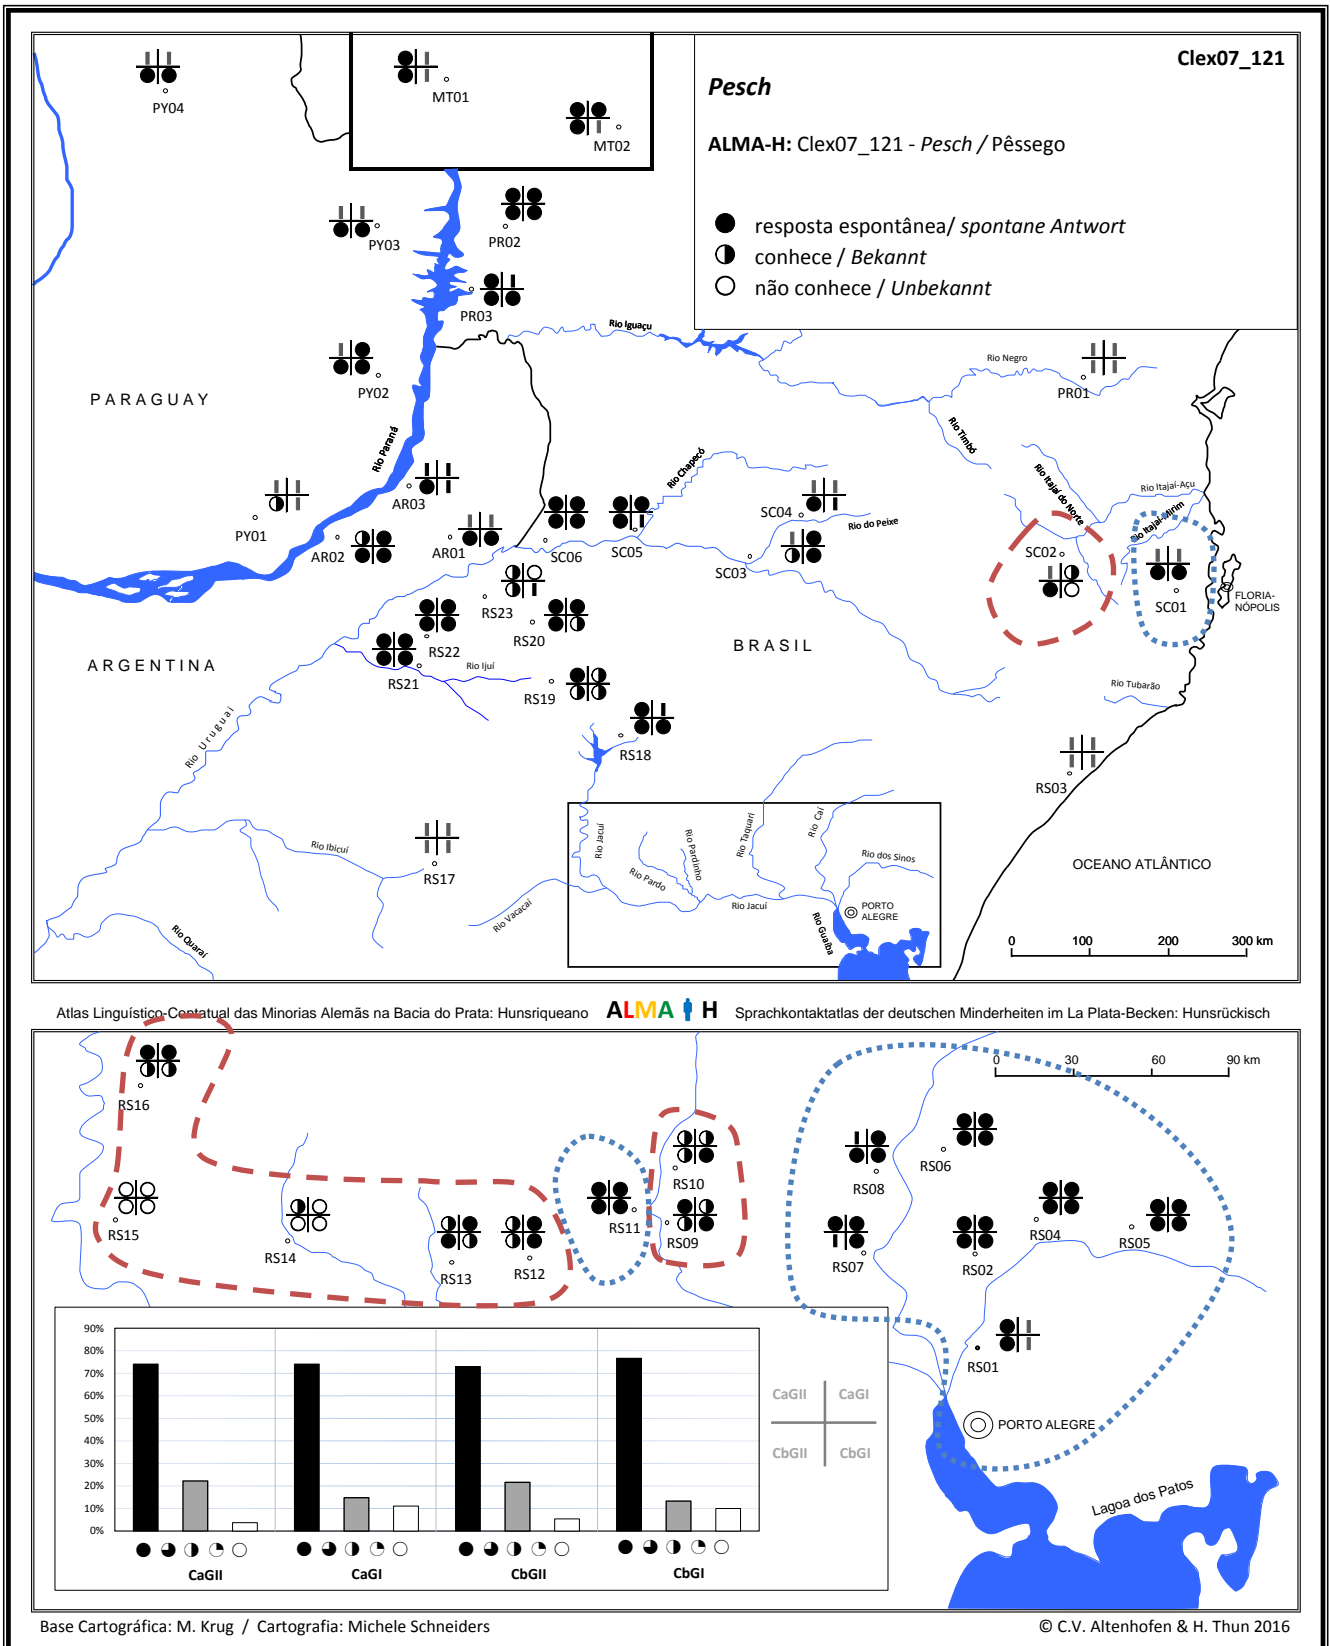 Clex07_121
Pesch
ALMA-H: Clex07_121 - Pesch / Pêssego
resposta espontânea/ spontane Antwort
conhece / Bekannt
não conhece / Unbekannt
PY04
MT01
MT02
PY03
PR02
PR03
Rio Iguaçu
Rio Negro
PR01
PY02
PARAGUAY
Rio Paraná
Rio Timbó
Rio Chapecó
Rio Itajaí do Norte
Rio Itajaí-Açu
Rio Itajaí-Mirim
AR03
PY01
AR02
AR01
SC06
SC05
SC04
Rio do Peixe
SC03
SC02
SC01
FLORIA-
NÓPOLIS
RS23
RS20
RS22
BRASIL
ARGENTINA
RS21
Rio Ijuí
RS19
Rio Tubarão
Rio Uruguai
RS18
RS03
Rio Jacuí
Rio Taquari
Rio Caí
Rio Ibicuí
RS17
Rio Pardo
Rio Pardinho
Rio dos Sinos
OCEANO ATLÂNTICO
Rio Vacacaí
Rio Jacuí
PORTO
ALEGRE
Rio Guaíba
Rio Quaraí
0 100 200 300 km
Atlas Linguístico-Contatual das Minorias Alemãs na Bacia do Prata: Hunsriqueano ALMA H Sprachkontaktatlas der deutschen Minderheiten im La Plata-Becken: Hunsrückisch
0 30 60 90 km
RS16
RS10
RS08
RS06
RS15
RS14
RS13
RS12
RS11
RS09
RS07
RS02
RS04
RS05
RS01
PORTO ALEGRE
Lagoa dos Patos
90%
80%
70%
60%
50%
40%
30%
20%
10%
0%
CaGII CaGI CbGII CbGI
CaGII CaGI
CbGII CbGI
Base Cartográfica: M. Krug / Cartografia: Michele Schneiders
© C.V. Altenhofen & H. Thun 2016